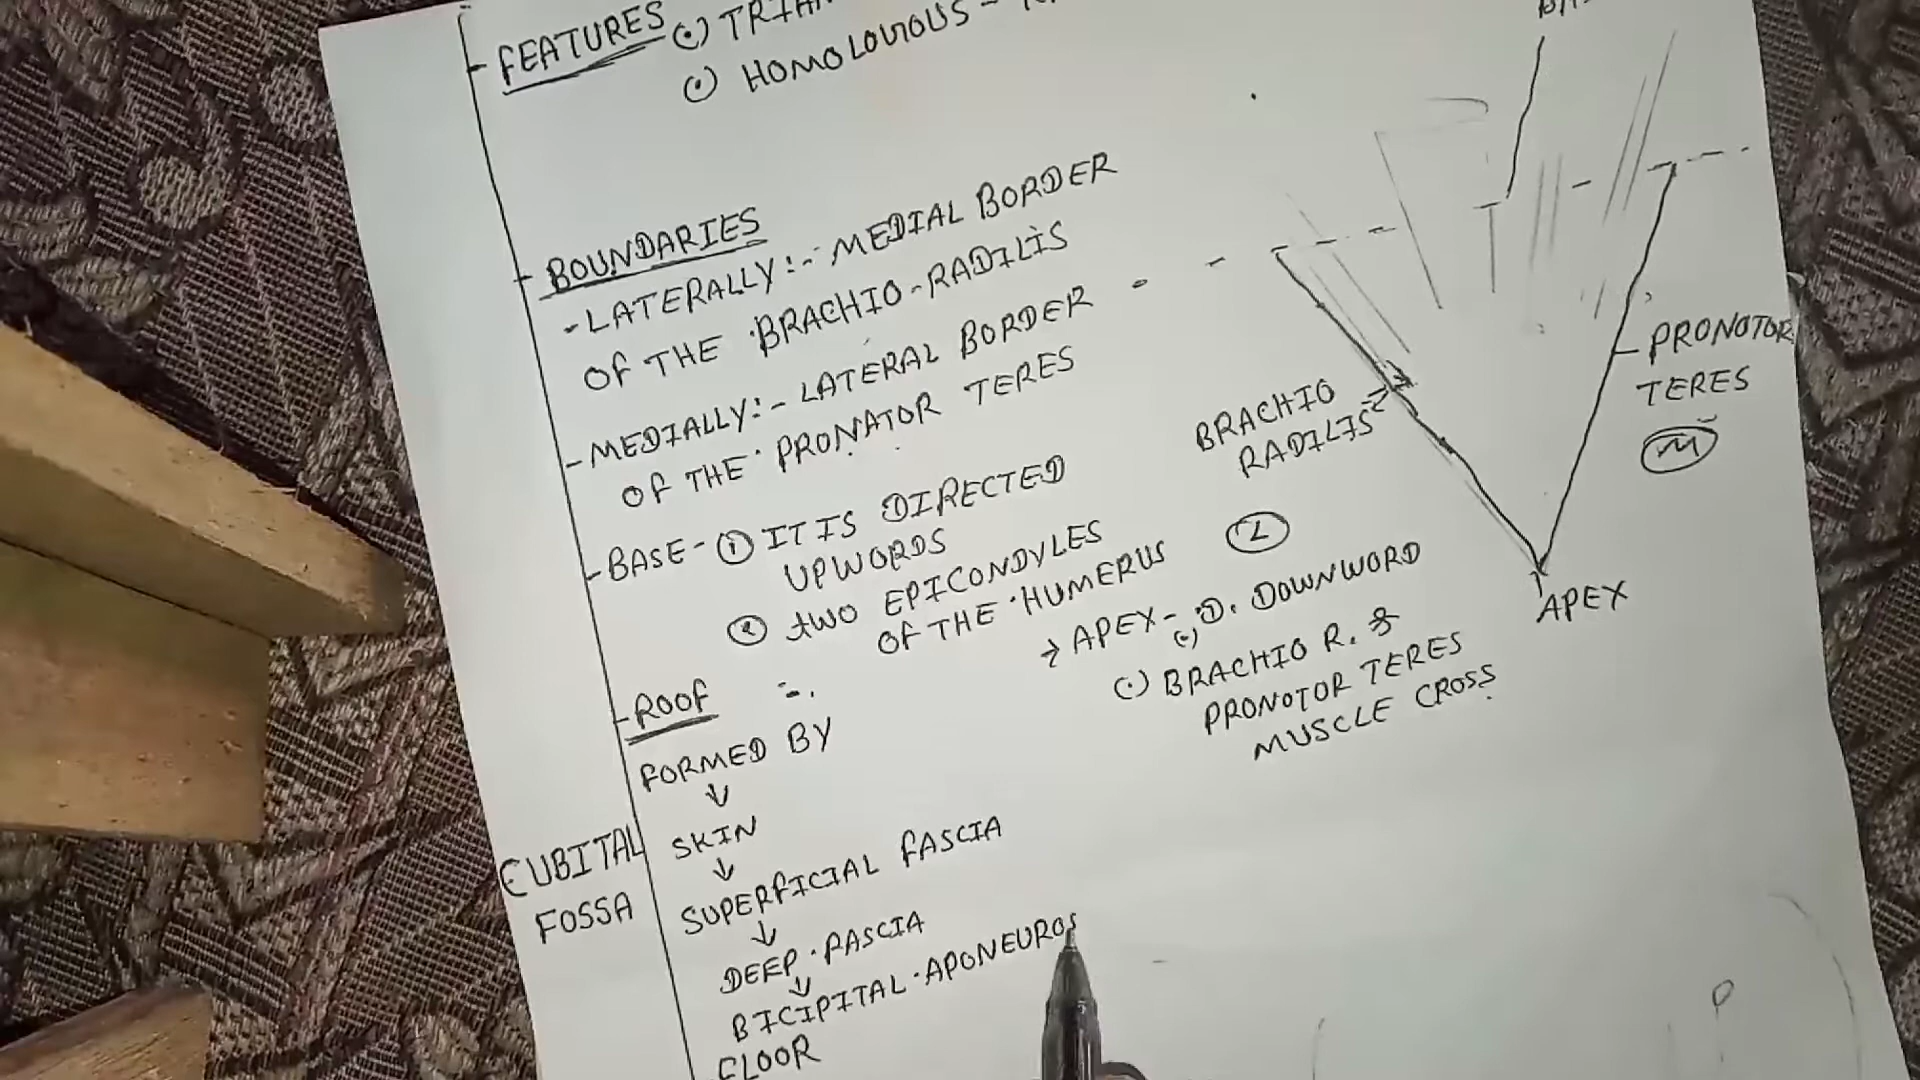 FEATURES
TRIAN
HOMOLOUOUS -
BOUNDARIES
- LATERALLY:- MEDIAL BORDER
OF THE BRACHIO-RADILIS
- MEDIALLY:- LATERAL BORDER
OF THE PRONATOR TERES
- BASE - ① IT IS DIRECTED
UPWORDS
② TWO EPICONDYLES
OF THE HUMERUS
→ APEX - D. DOWNWORD
BRACHIO R. &
PRONOTOR TERES
MUSCLE CROSS
BRACHIO
RADILIS
L
PRONOTOR
TERES
M
APEX
ROOF
FORMED BY
↓
SKIN
↓
SUPERFICIAL FASCIA
↓
DEEP FASCIA
↓
BICIPITAL APONEUROS
FLOOR
CUBITAL
FOSSA